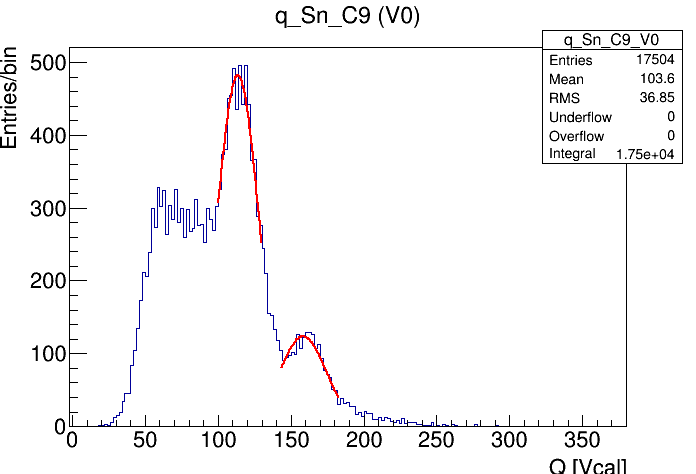 q_Sn_C9 (V0)
q_Sn_C9_V0
Entries 17504
Mean 103.6
RMS 36.85
Underflow 0
Overflow 0
Integral 1.75e+04
Entries/bin
500
400
300
200
100
0
0 50 100 150 200 250 300 350
Q [Vcal]